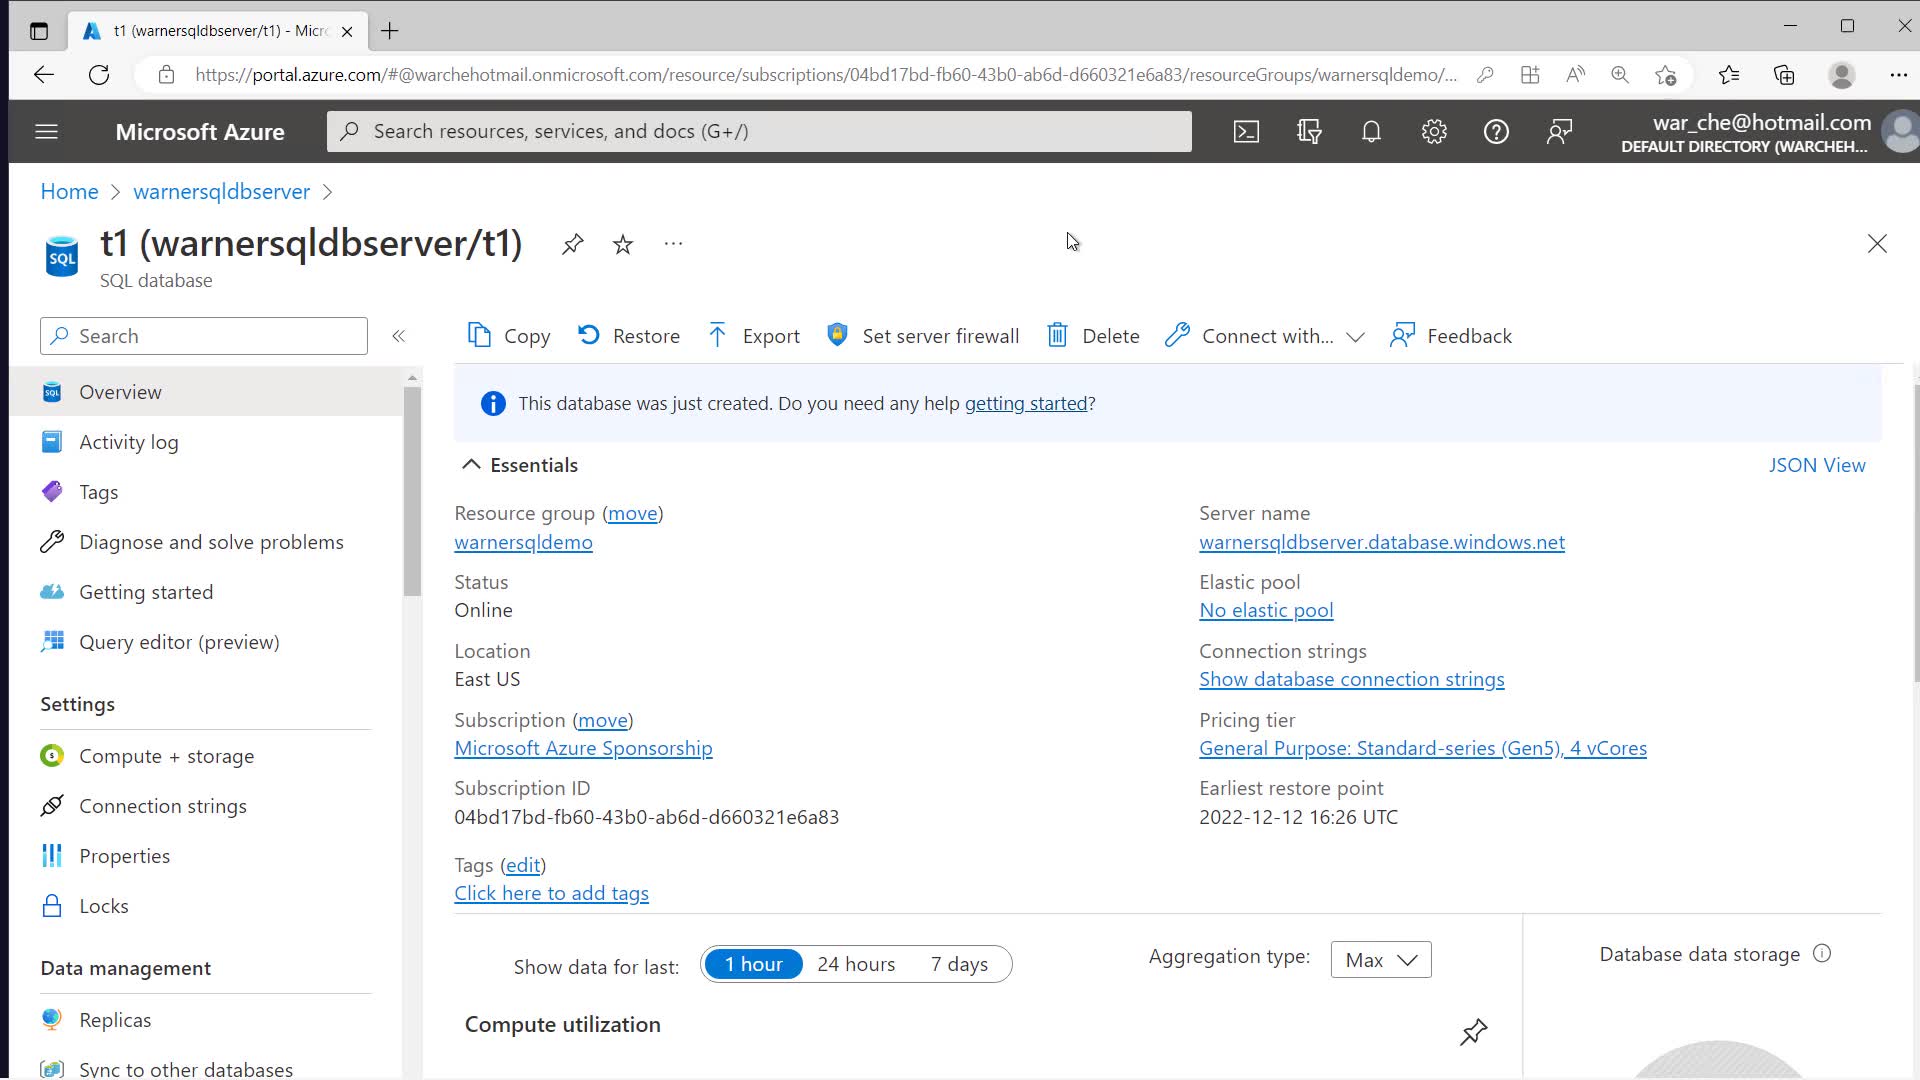 t1 (warnersqldbserver/t1) - Micro
https://portal.azure.com/#@warchehotmail.onmicrosoft.com/resource/subscriptions/04bd17bd-fb60-43b0-ab6d-d660321e6a83/resourceGroups/warnersqldemo/...
Microsoft Azure
Search resources, services, and docs (G+/)
war_che@hotmail.com
DEFAULT DIRECTORY (WARCHEH...
Home > warnersqldbserver >
t1 (warnersqldbserver/t1)
SQL
SQL database
Search
Copy
Restore
Export
Set server firewall
Delete
Connect with...
Feedback
Overview
Activity log
Tags
Diagnose and solve problems
Getting started
Query editor (preview)
Settings
Compute + storage
Connection strings
Properties
Locks
Data management
Replicas
Sync to other databases
This database was just created. Do you need any help getting started?
Essentials
JSON View
Resource group (move)
warnersqldemo
Status
Online
Location
East US
Subscription (move)
Microsoft Azure Sponsorship
Subscription ID
04bd17bd-fb60-43b0-ab6d-d660321e6a83
Tags (edit)
Click here to add tags
Server name
warnersqldbserver.database.windows.net
Elastic pool
No elastic pool
Connection strings
Show database connection strings
Pricing tier
General Purpose: Standard-series (Gen5), 4 vCores
Earliest restore point
2022-12-12 16:26 UTC
Show data for last:
1 hour
24 hours
7 days
Aggregation type:
Max
Database data storage
Compute utilization